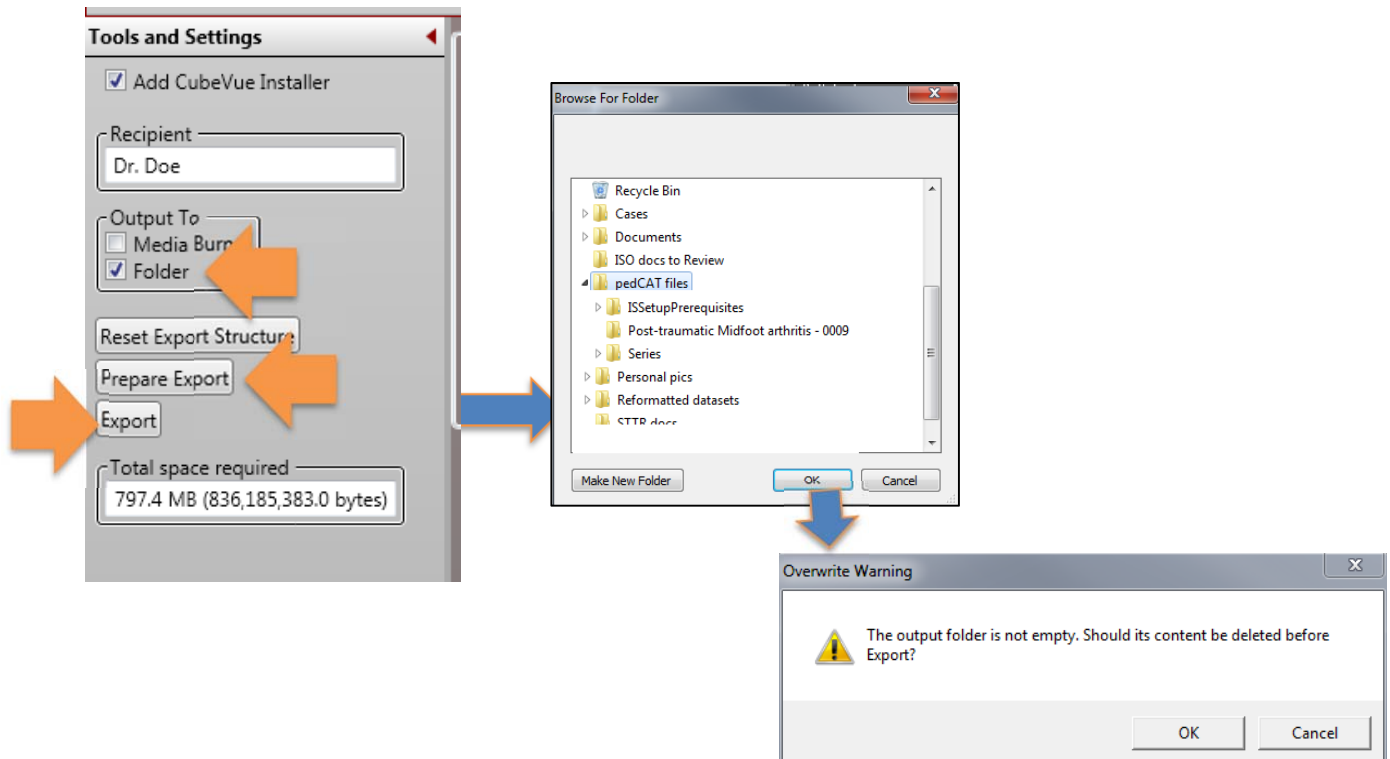 Tools and Settings
Add CubeVue Installer
Recipient
Dr. Doe
Output To
Media Burn
Folder
Reset Export Structure
Prepare Export
Export
Total space required
797.4 MB (836,185,383.0 bytes)
Browse For Folder
Recycle Bin
Cases
Documents
ISO docs to Review
pedCAT files
ISSetupPrerequisites
Post-traumatic Midfoot arthritis - 0009
Series
Personal pics
Reformatted datasets
STTR docs
Make New Folder
OK
Cancel
Overwrite Warning
The output folder is not empty. Should its content be deleted before
Export?
OK
Cancel